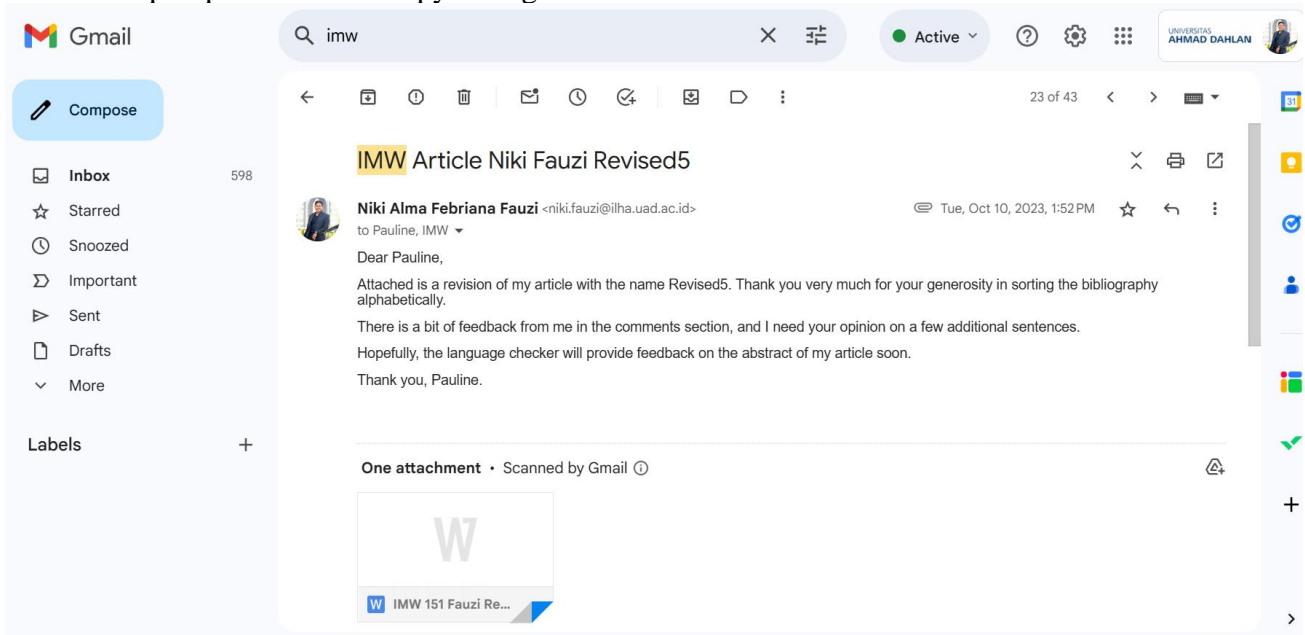 Gmail
imw
Active
UNIVERSITAS
AHMAD DAHLAN
Compose
23 of 43
31
IMW Article Niki Fauzi Revised5
Inbox 598
Starred
Snoozed
Important
Sent
Drafts
More
Labels
Niki Alma Febriana Fauzi <niki.fauzi@ilha.uad.ac.id>
Tue, Oct 10, 2023, 1:52 PM
to Pauline, IMW
Dear Pauline,
Attached is a revision of my article with the name Revised5. Thank you very much for your generosity in sorting the bibliography
alphabetically.
There is a bit of feedback from me in the comments section, and I need your opinion on a few additional sentences.
Hopefully, the language checker will provide feedback on the abstract of my article soon.
Thank you, Pauline.
One attachment • Scanned by Gmail
W
W IMW 151 Fauzi Re...